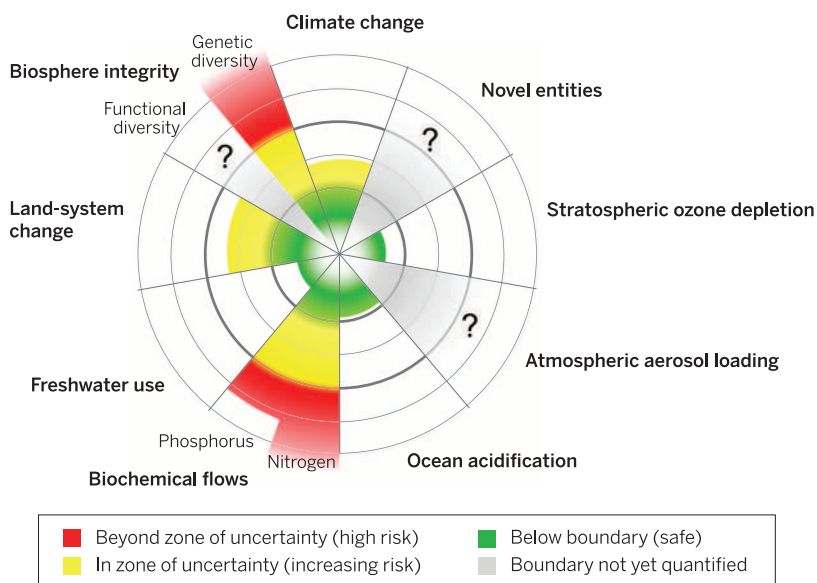 Climate change
Genetic
diversity
Biosphere integrity
Novel entities
Functional
diversity
?
?
Land-system
change
Stratospheric ozone depletion
?
Atmospheric aerosol loading
Freshwater use
Phosphorus
Nitrogen
Ocean acidification
Biochemical flows
Beyond zone of uncertainty (high risk)
Below boundary (safe)
In zone of uncertainty (increasing risk)
Boundary not yet quantified